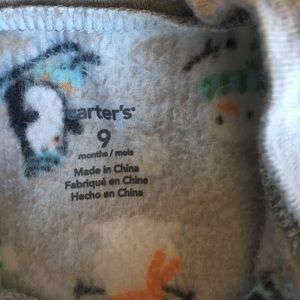 carter's®
9
months / mois
Made in China
Fabriqué en Chine
Hecho en China